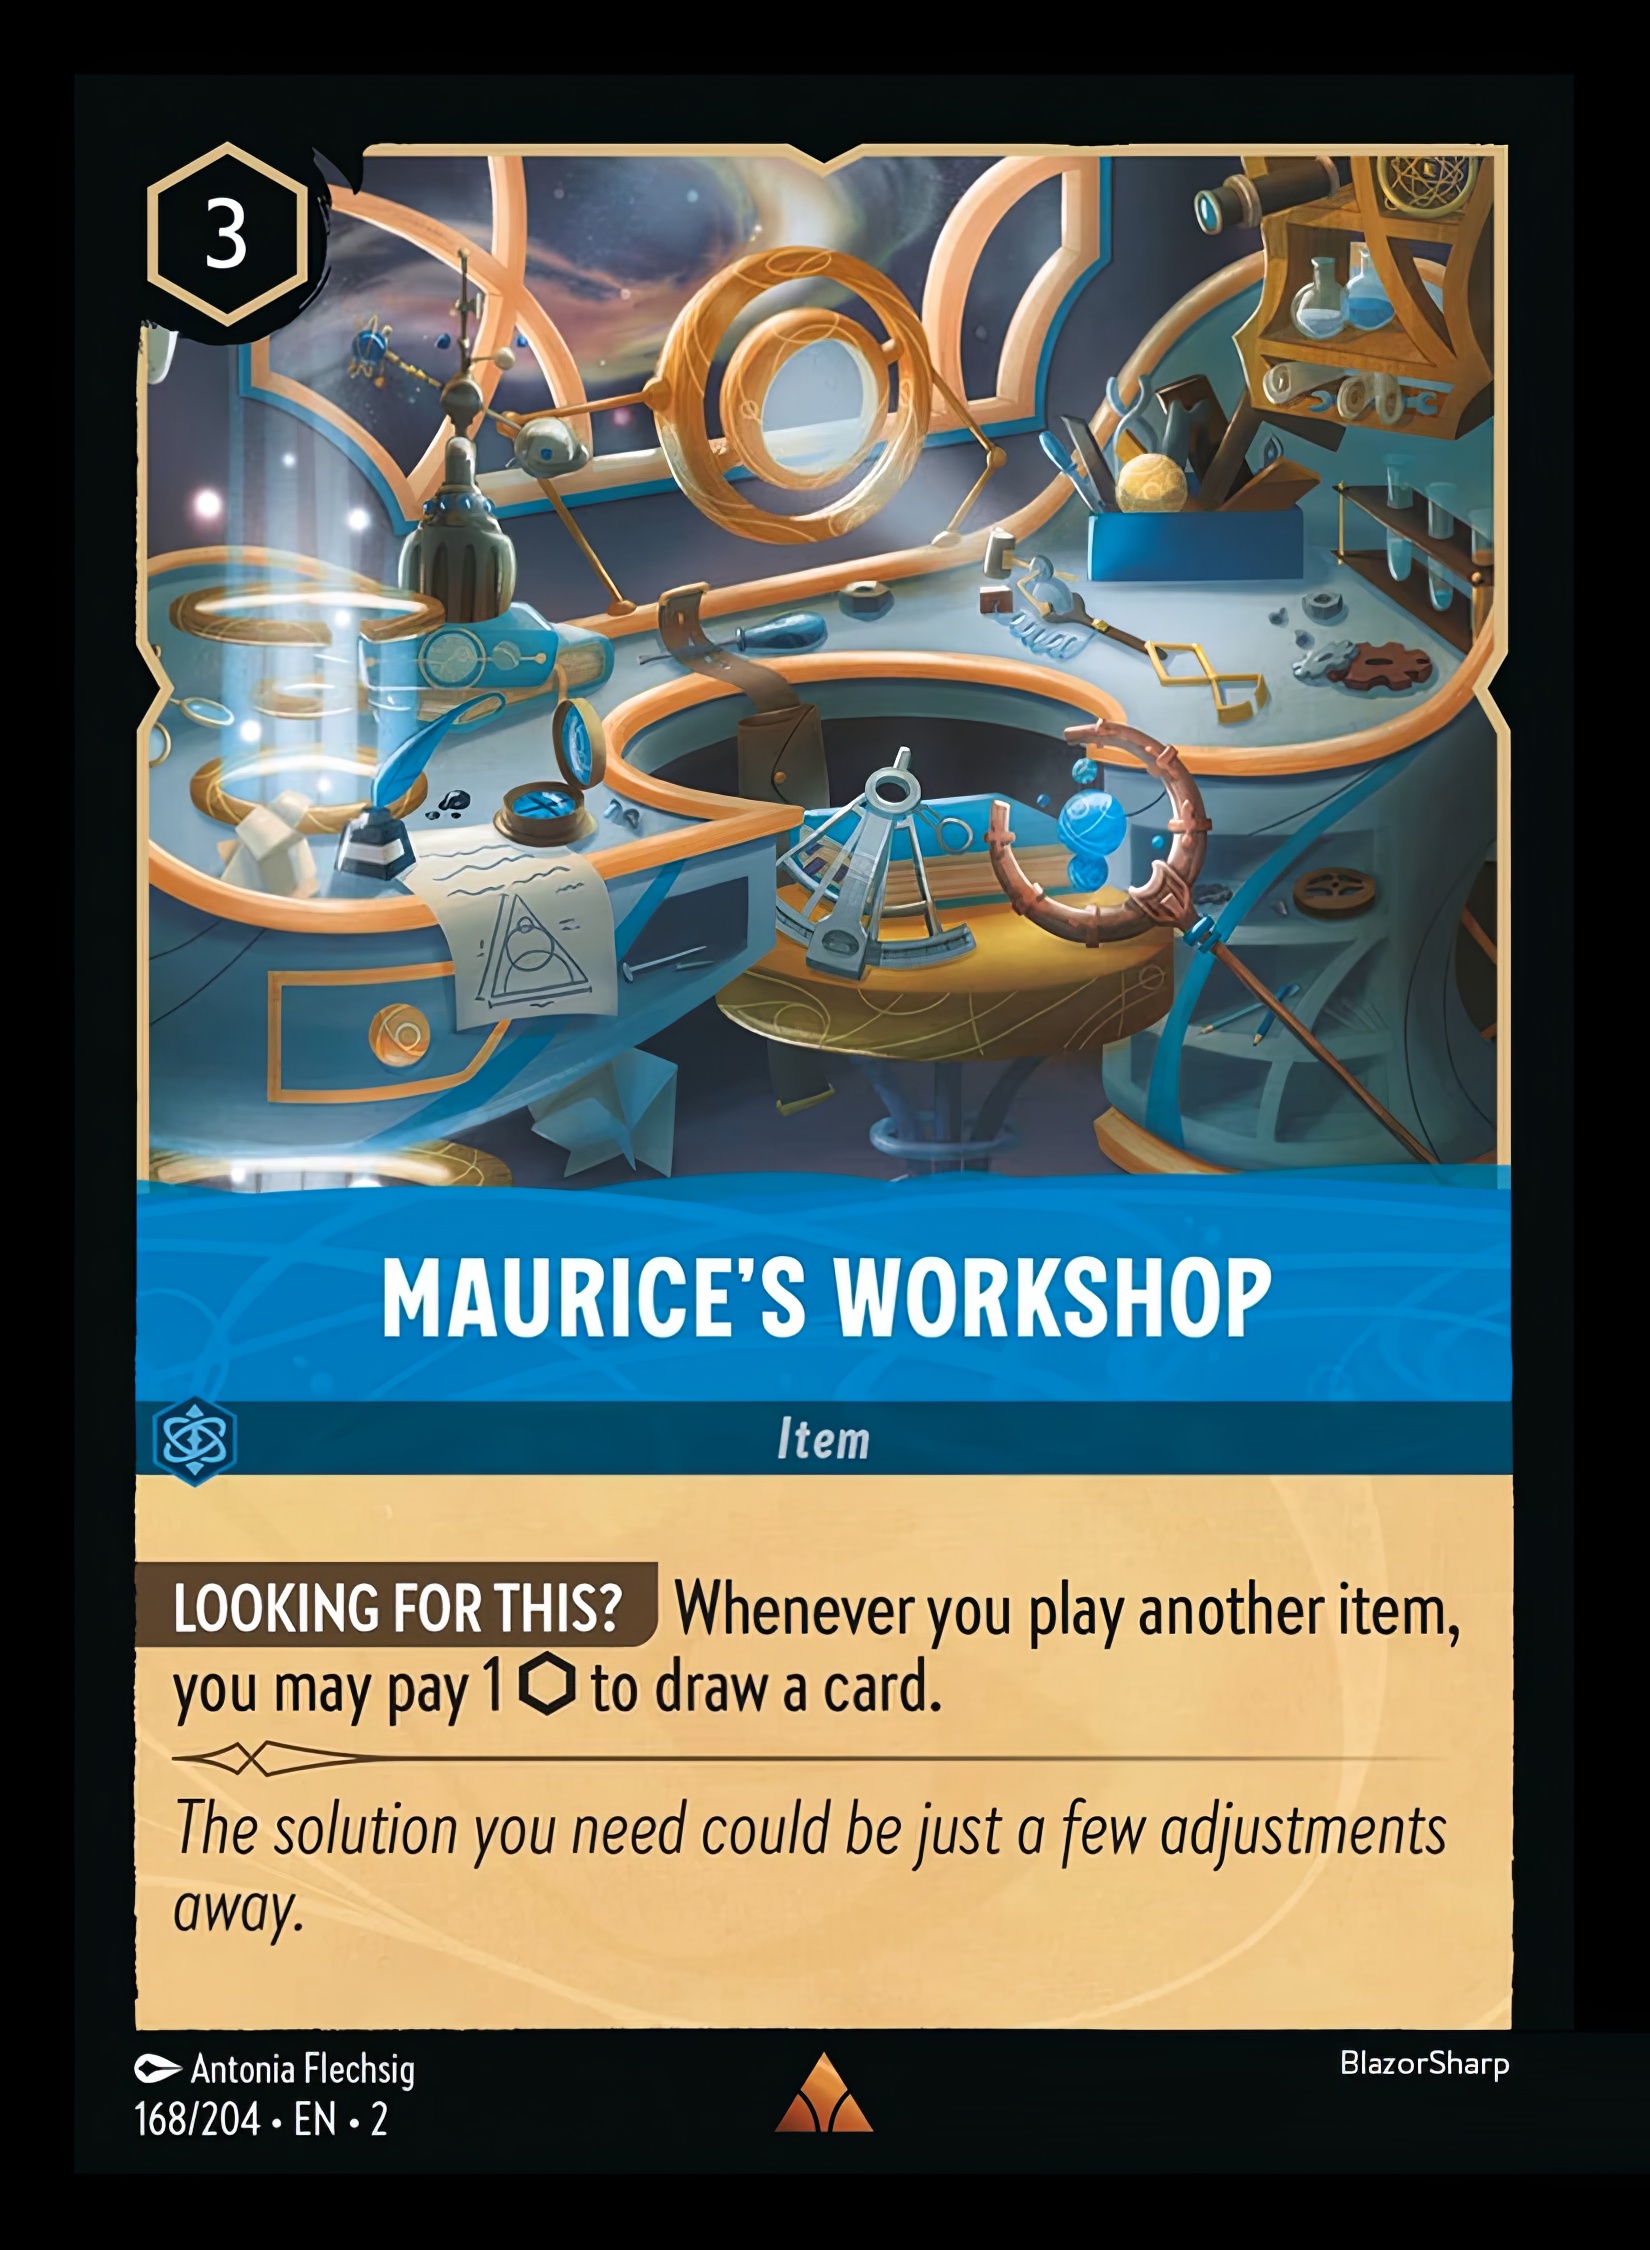 3
MAURICE'S WORKSHOP
Item
LOOKING FOR THIS? Whenever you play another item,
you may pay 1 ⬡ to draw a card.
The solution you need could be just a few adjustments
away.
Antonia Flechsig
BlazorSharp
168/204 • EN • 2